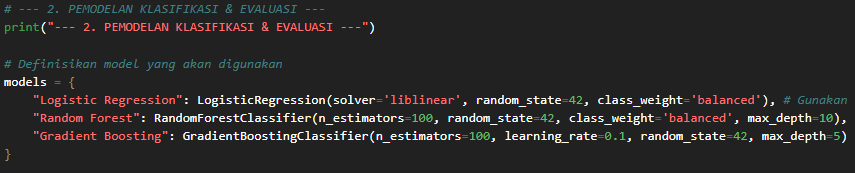 # --- 2. PEMODELAN KLASIFIKASI & EVALUASI ---
print("--- 2. PEMODELAN KLASIFIKASI & EVALUASI ---")
# Definisikan model yang akan digunakan
models = {
"Logistic Regression": LogisticRegression(solver='liblinear', random_state=42, class_weight='balanced'), # Gunakan
"Random Forest": RandomForestClassifier(n_estimators=100, random_state=42, class_weight='balanced', max_depth=10),
"Gradient Boosting": GradientBoostingClassifier(n_estimators=100, learning_rate=0.1, random_state=42, max_depth=5)
}